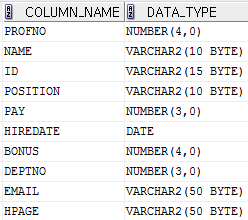 COLUMN_NAME DATA_TYPE
PROFNO NUMBER(4,0)
NAME VARCHAR2(10 BYTE)
ID VARCHAR2(15 BYTE)
POSITION VARCHAR2(10 BYTE)
PAY NUMBER(3,0)
HIREDATE DATE
BONUS NUMBER(4,0)
DEPTNO NUMBER(3,0)
EMAIL VARCHAR2(50 BYTE)
HPAGE VARCHAR2(50 BYTE)